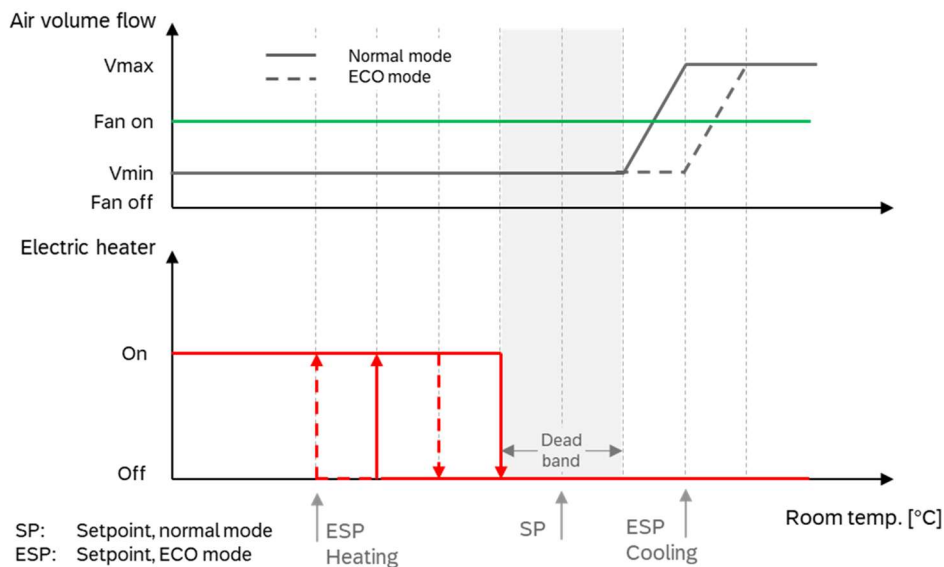 Air volume flow
Vmax
Normal mode
ECO mode
Fan on
Vmin
Fan off
Electric heater
On
Dead
band
Off
Room temp. [°C]
SP: Setpoint, normal mode
ESP: Setpoint, ECO mode
ESP
Heating
SP
ESP
Cooling